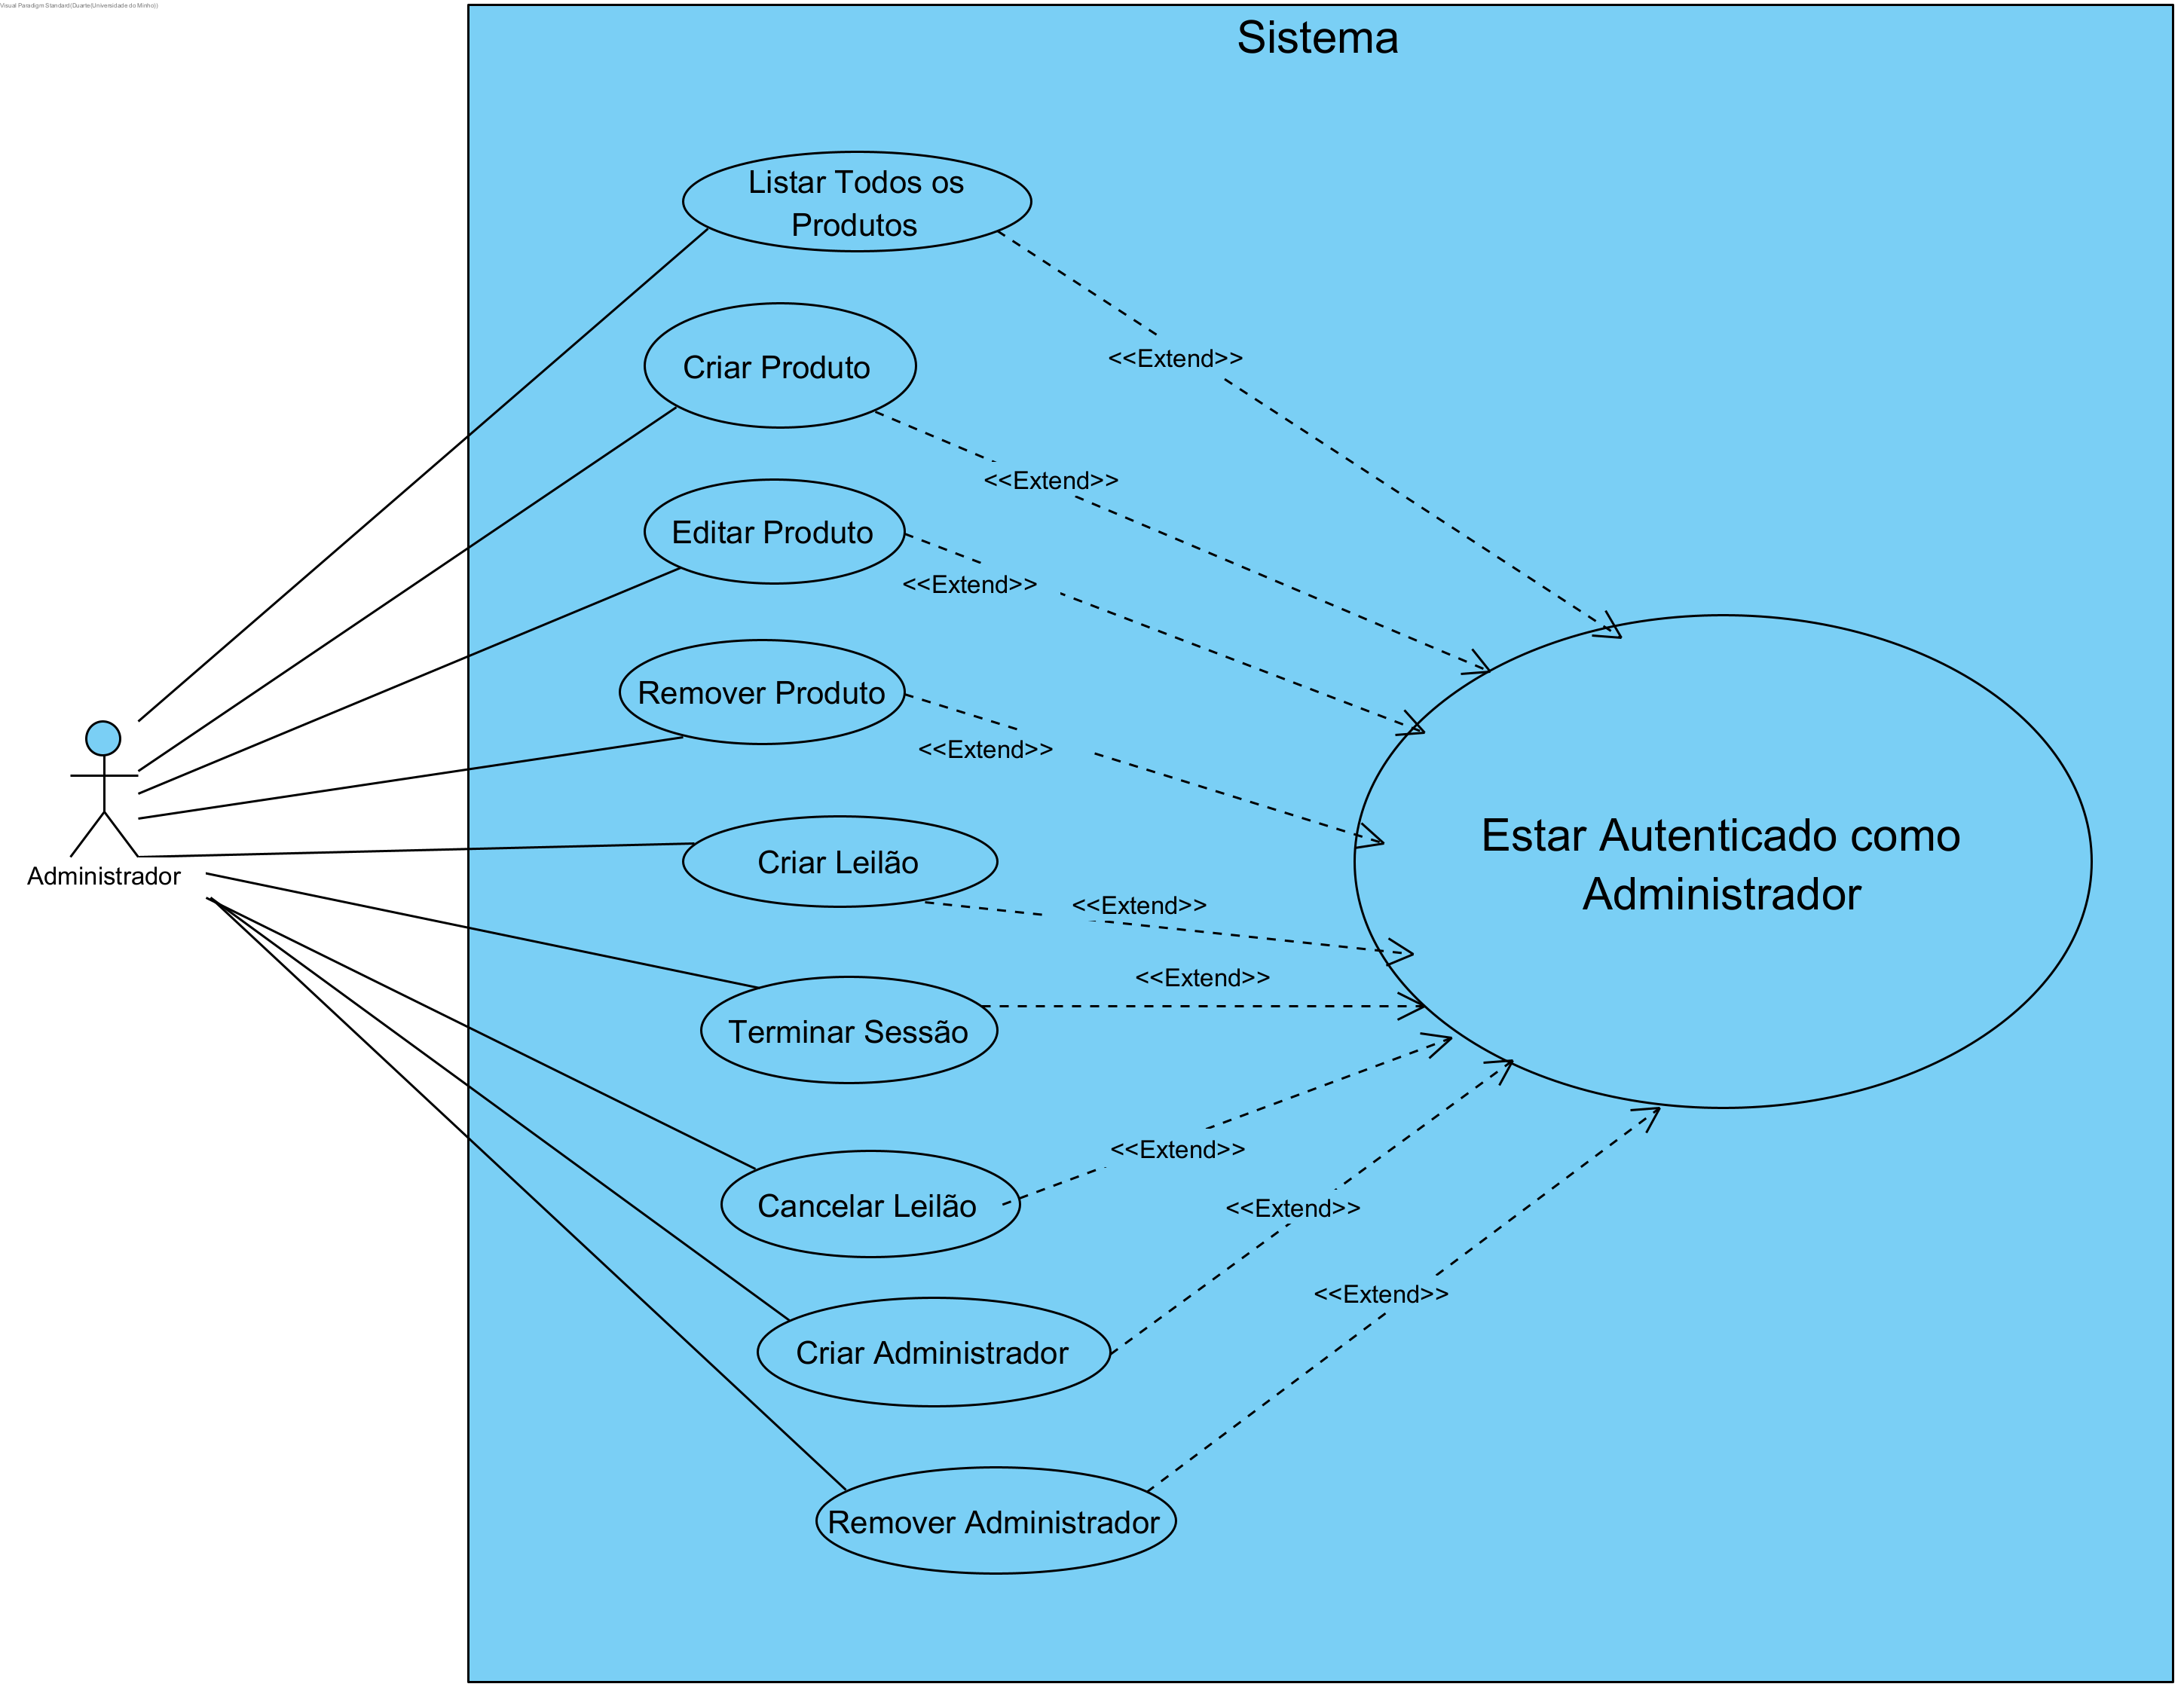 Visual Paradigm Standard(Duarte(Universidade do Minho))
Sistema
Listar Todos os
Produtos
<<Extend>>
Criar Produto
<<Extend>>
Editar Produto
<<Extend>>
Remover Produto
<<Extend>>
Estar Autenticado como
Administrador
Criar Leilão
Administrador
<<Extend>>
<<Extend>>
Terminar Sessão
<<Extend>>
Cancelar Leilão
<<Extend>>
<<Extend>>
Criar Administrador
Remover Administrador